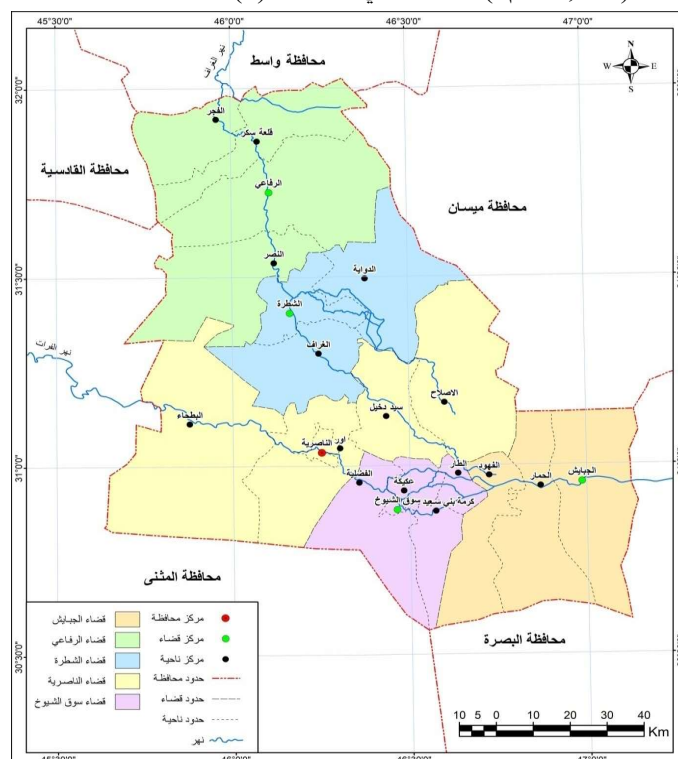 45°30'0" 46°0'0" 46°30'0" 47°0'0"
محافظة واسط
نهر الغراف
N
W E
S
32°0'0"
الفجر
قلعة سكر
محافظة القادسية
الرفاعي
محافظة ميسان
النصر
الدواية
31°30'0"
الشطرة
نهر الفرات
الغراف
الاصلاح
سيد دخيل
البطحاء
اور
الناصرية
31°0'0"
الطار
الفهود
الجبايش
الحمار
الفضلية
عكيكة
سوق الشيوخ
كرمة بني سعيد
محافظة المثنى
محافظة البصرة
مركز محافظة
قضاء الجبايش
مركز قضاء
قضاء الرفاعي
مركز ناحية
قضاء الشطرة
حدود محافظة
قضاء الناصرية
حدود قضاء
قضاء سوق الشيوخ
حدود ناحية
نهر
30°30'0"
10 5 0 10 20 30 40
Km